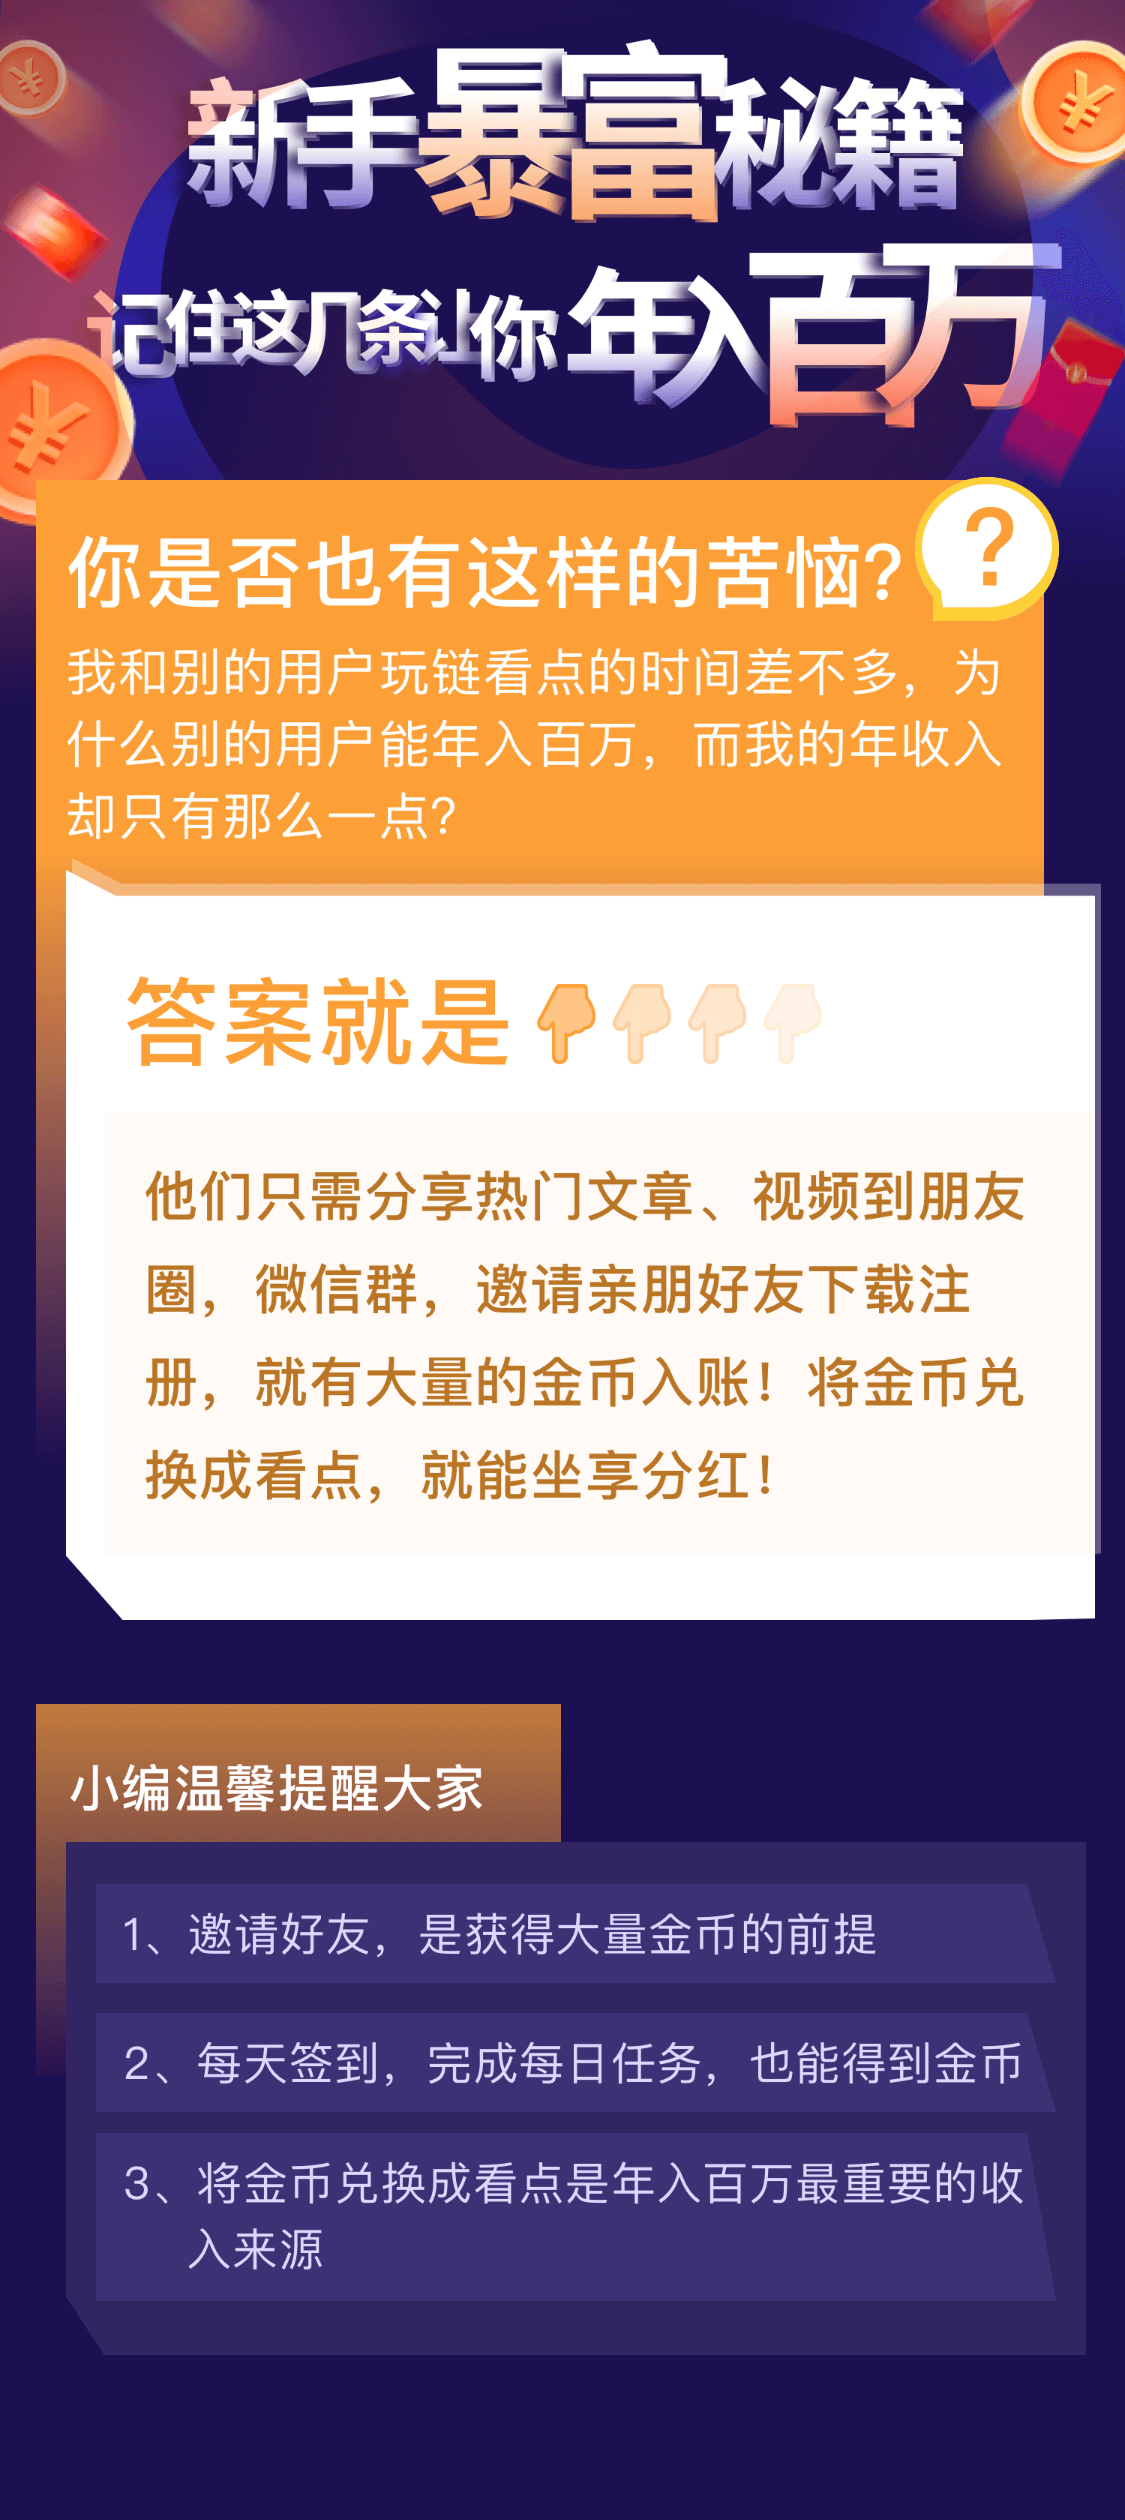 新手暴富秘籍
记住这几条让你年入百万
你是否也有这样的苦恼?
?
我和别的用户玩链看点的时间差不多，为
什么别的用户能年入百万，而我的年收入
却只有那么一点？
答案就是
他们只需分享热门文章、视频到朋友
圈，微信群，邀请亲朋好友下载注
册，就有大量的金币入账！将金币兑
换成看点，就能坐享分红！
小编温馨提醒大家
1、邀请好友，是获得大量金币的前提
2、每天签到，完成每日任务，也能得到金币
3、将金币兑换成看点是年入百万最重要的收
入来源